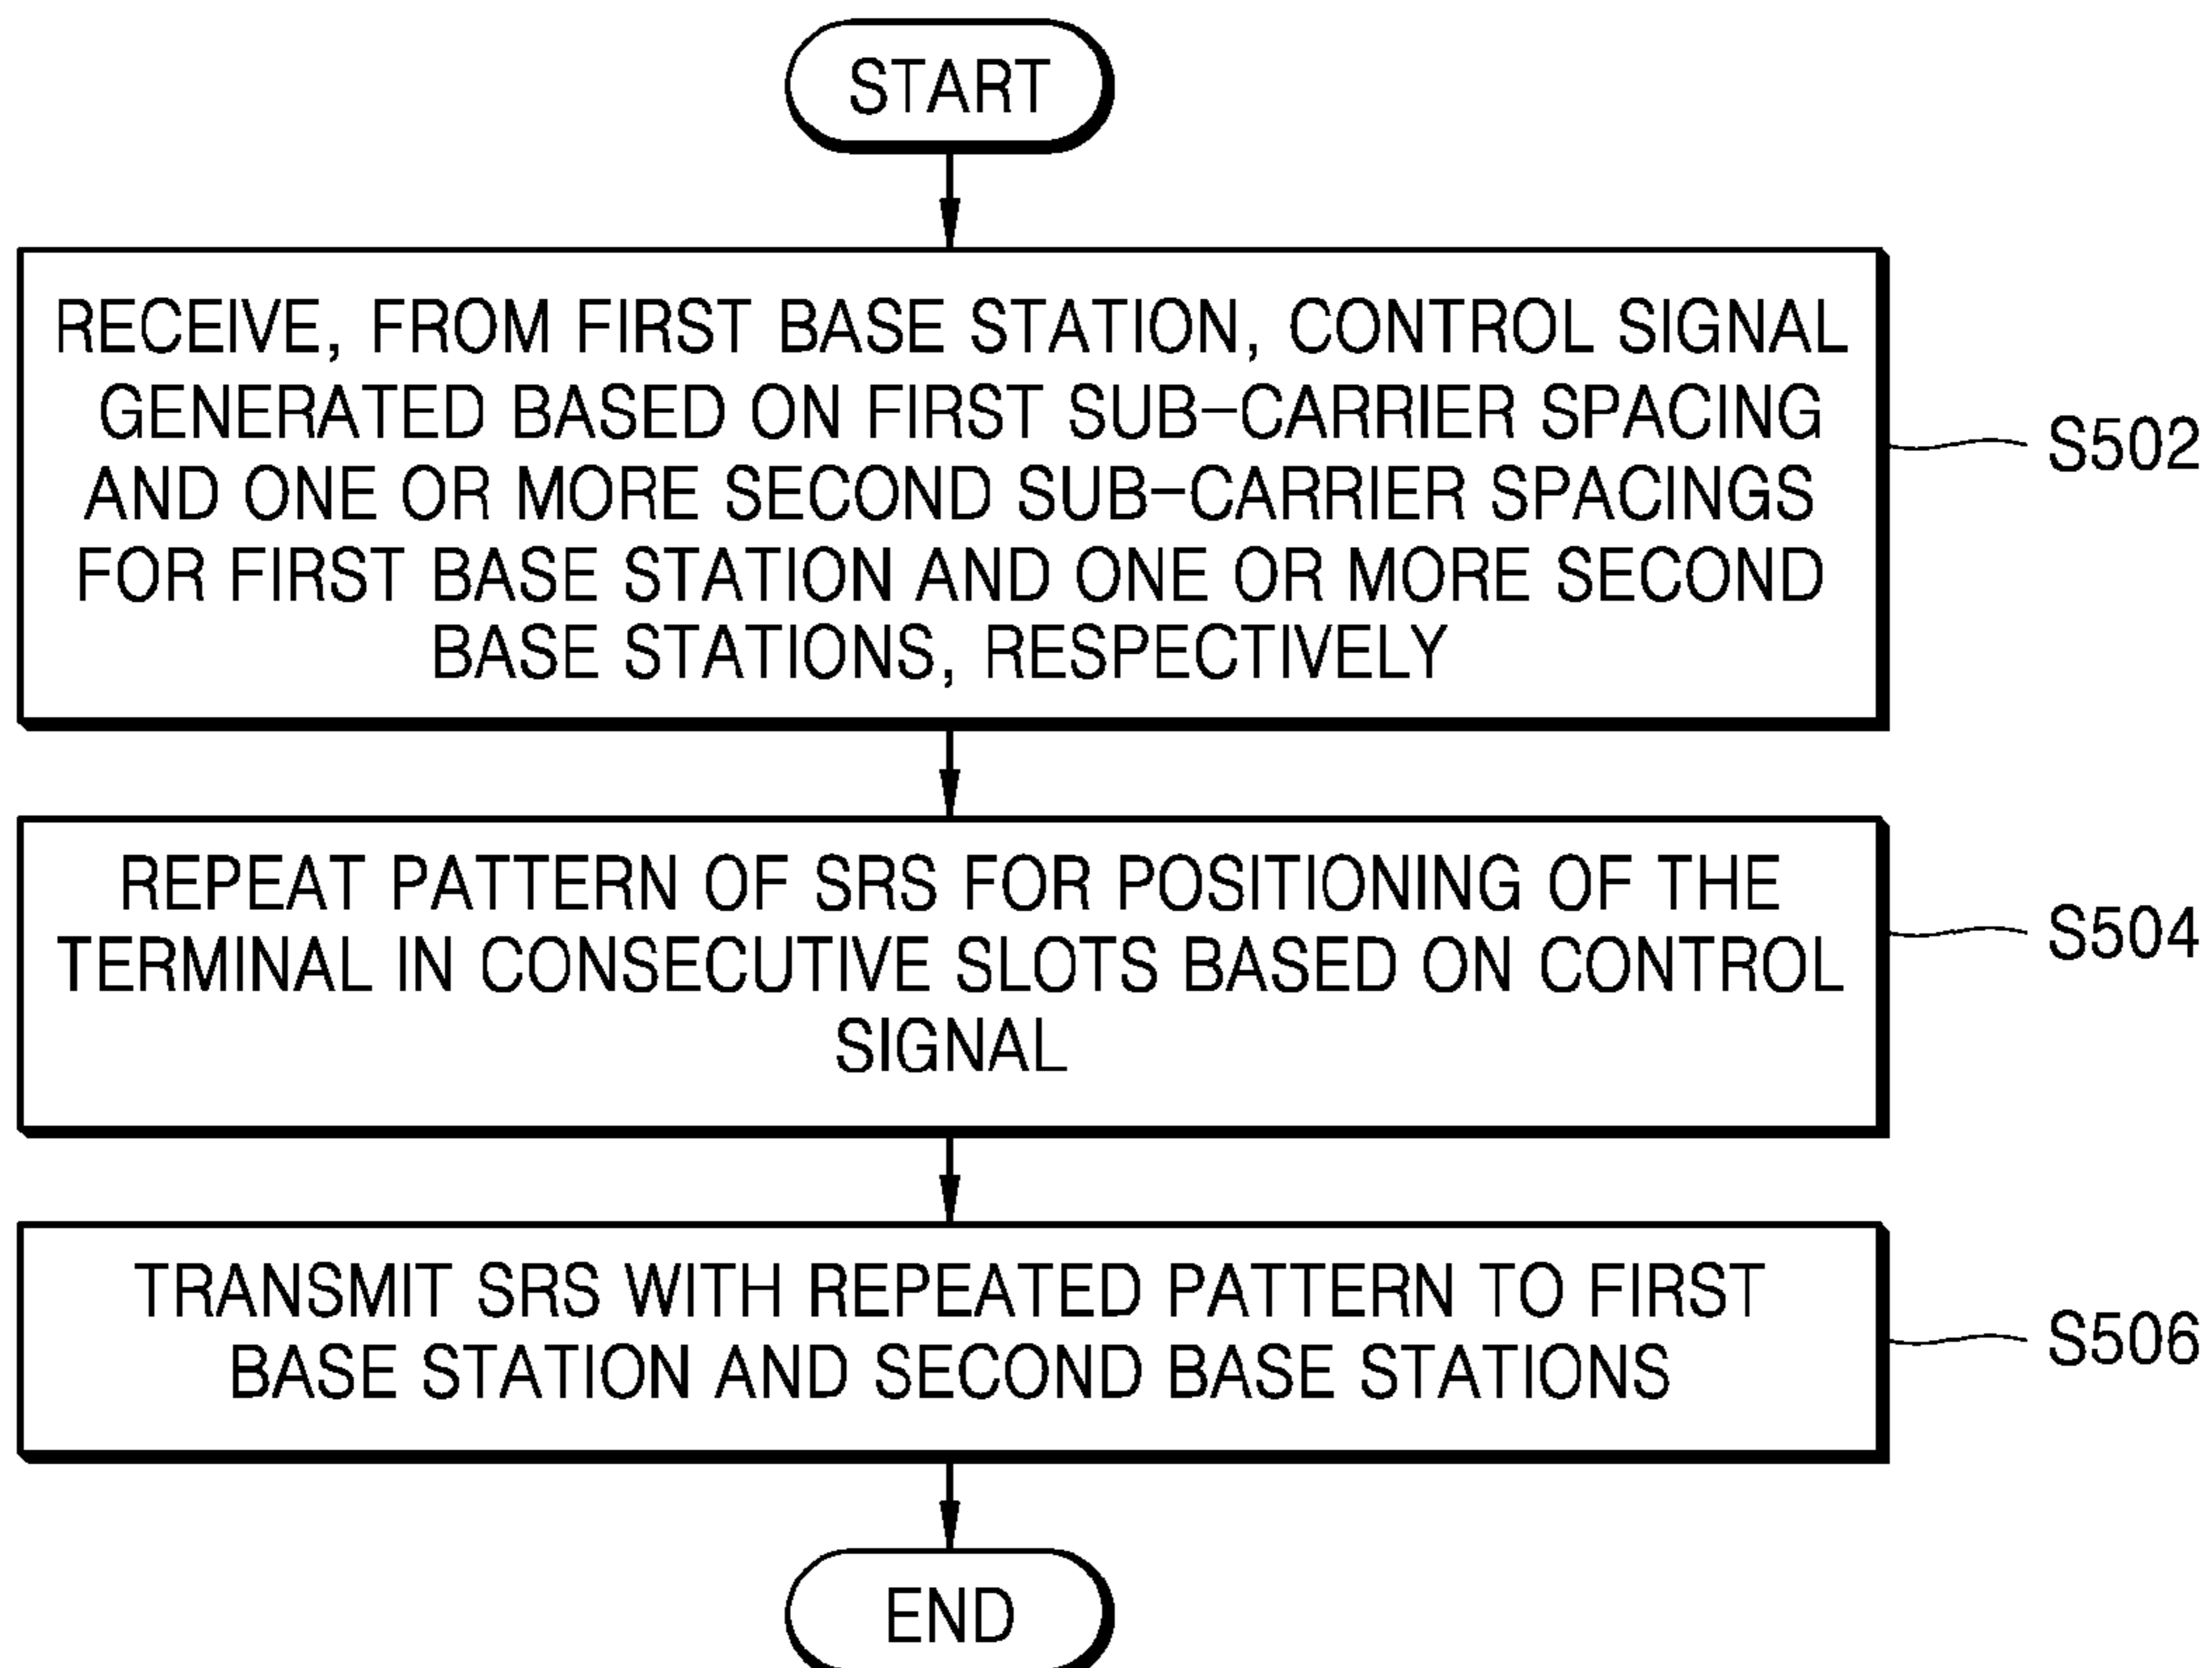 START
RECEIVE, FROM FIRST BASE STATION, CONTROL SIGNAL
GENERATED BASED ON FIRST SUB-CARRIER SPACING
AND ONE OR MORE SECOND SUB-CARRIER SPACINGS
FOR FIRST BASE STATION AND ONE OR MORE SECOND
BASE STATIONS, RESPECTIVELY
S502
REPEAT PATTERN OF SRS FOR POSITIONING OF THE
TERMINAL IN CONSECUTIVE SLOTS BASED ON CONTROL
SIGNAL
S504
TRANSMIT SRS WITH REPEATED PATTERN TO FIRST
BASE STATION AND SECOND BASE STATIONS
S506
END